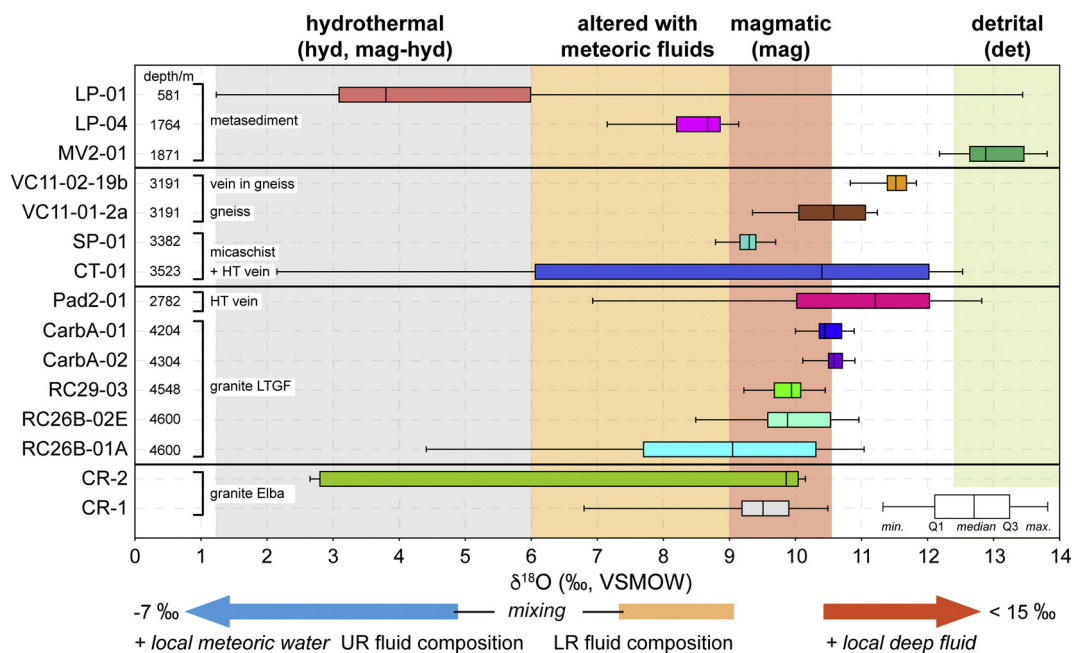 hydrothermal
(hyd, mag-hyd)
altered with
meteoric fluids
magmatic
(mag)
detrital
(det)
depth/m
LP-01 581
LP-04 1764 metasediment
MV2-01 1871
VC11-02-19b 3191 vein in gneiss
VC11-01-2a 3191 gneiss
SP-01 3382
micaschist
CT-01 3523 + HT vein
Pad2-01 2782 HT vein
CarbA-01 4204
CarbA-02 4304
granite LTGF
RC29-03 4548
RC26B-02E 4600
RC26B-01A 4600
CR-2
granite Elba
CR-1
min. Q1 median Q3 max.
0 1 2 3 4 5 6 7 8 9 10 11 12 13 14
δ¹⁸O (‰, VSMOW)
-7 ‰ mixing < 15 ‰
+ local meteoric water UR fluid composition LR fluid composition + local deep fluid